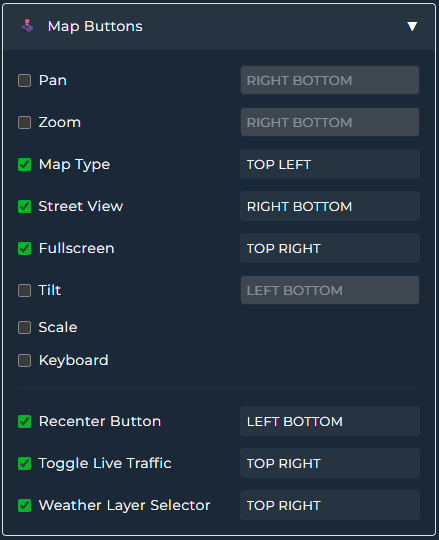 Map Buttons
Pan RIGHT BOTTOM
Zoom RIGHT BOTTOM
Map Type TOP LEFT
Street View RIGHT BOTTOM
Fullscreen TOP RIGHT
Tilt LEFT BOTTOM
Scale
Keyboard
Recenter Button LEFT BOTTOM
Toggle Live Traffic TOP RIGHT
Weather Layer Selector TOP RIGHT